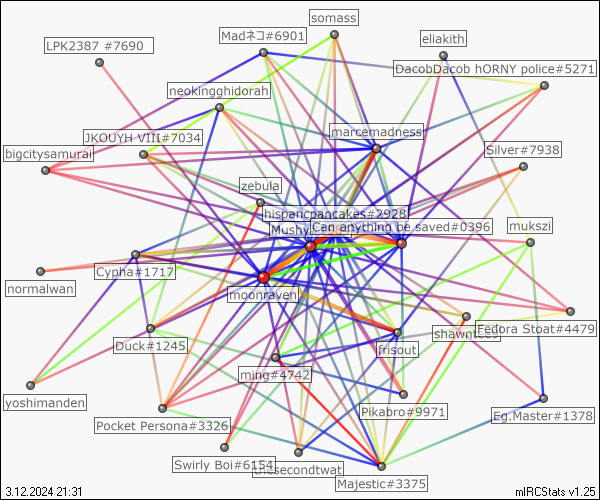 somass
Madネコ#6901
eliakith
LPK2387 #7690
DacobDacob hORNY police#5271
neokingghidorah
marcemadness
JKOUYH VIII#7034
Silver#7938
bigcitysamurai
zebula
hispanicpancakes#2928
Can anything be saved#0396
Mushy
mukszi
Cypha#1717
normalwan
moonraven
Fedora Stoat#4479
shawntees
Dick#1245
frisout
ming#4742
yoshimanden
Pikabro#9971
Eg.Master#1378
Pocket Persona#3326
Swirly Boi#6154
thesecondtwat
Majestic#3375
3.12.2024 21:31
mIRCStats v1.25